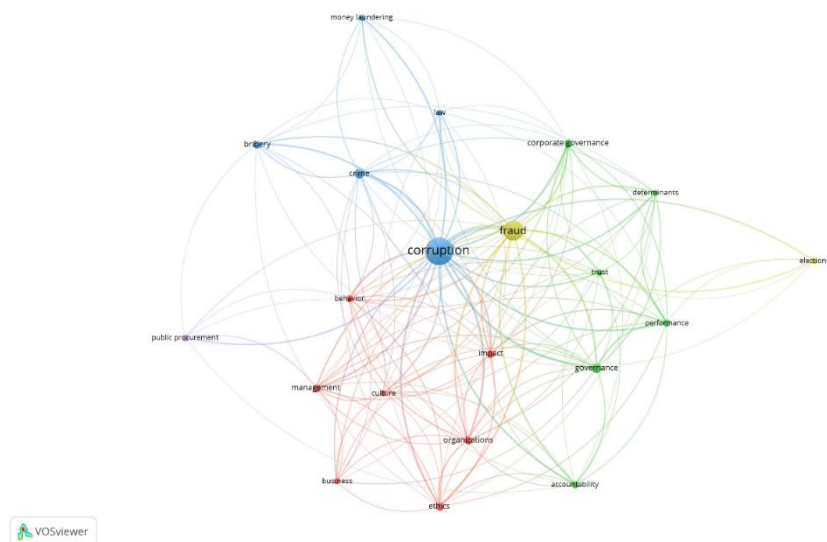 money laundering
law
bribery
corporate governance
crime
determinants
fraud
corruption
elections
trust
behavior
performance
public procurement
impact
governance
management
culture
organizations
business
accountability
ethics
VOSviewer